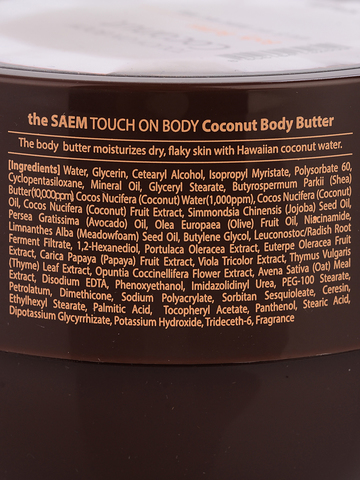 the SAEM TOUCH ON BODY Coconut Body Butter
The body butter moisturizes dry, flaky skin with Hawaiian coconut water.
[Ingredients] Water, Glycerin, Cetearyl Alcohol, Isopropyl Myristate, Polysorbate 60,
Cyclopentasiloxane, Mineral Oil, Glyceryl Stearate, Butyrospermum Parkii (Shea)
Butter(10,000ppm), Cocos Nucifera (Coconut) Water(1,000ppm), Cocos Nucifera (Coconut)
Oil, Cocos Nucifera (Coconut) Fruit Extract, Simmondsia Chinensis (Jojoba) Seed Oil,
Persea Gratissima (Avocado) Oil, Olea Europaea (Olive) Fruit Oil, Niacinamide,
Limnanthes Alba (Meadowfoam) Seed Oil, Butylene Glycol, Leuconostoc/Radish Root
Ferment Filtrate, 1,2-Hexanediol, Portulaca Oleracea Extract, Euterpe Oleracea Fruit
Extract, Carica Papaya (Papaya) Fruit Extract, Viola Tricolor Extract, Thymus Vulgaris
(Thyme) Leaf Extract, Opuntia Coccinellifera Flower Extract, Avena Sativa (Oat) Meal
Extract, Disodium EDTA, Phenoxyethanol, Imidazolidinyl Urea, PEG-100 Stearate,
Petrolatum, Dimethicone, Sodium Polyacrylate, Sorbitan Sesquioleate, Ceresin,
Ethylhexyl Stearate, Palmitic Acid, Tocopheryl Acetate, Panthenol, Stearic Acid,
Dipotassium Glycyrrhizate, Potassium Hydroxide, Trideceth-6, Fragrance